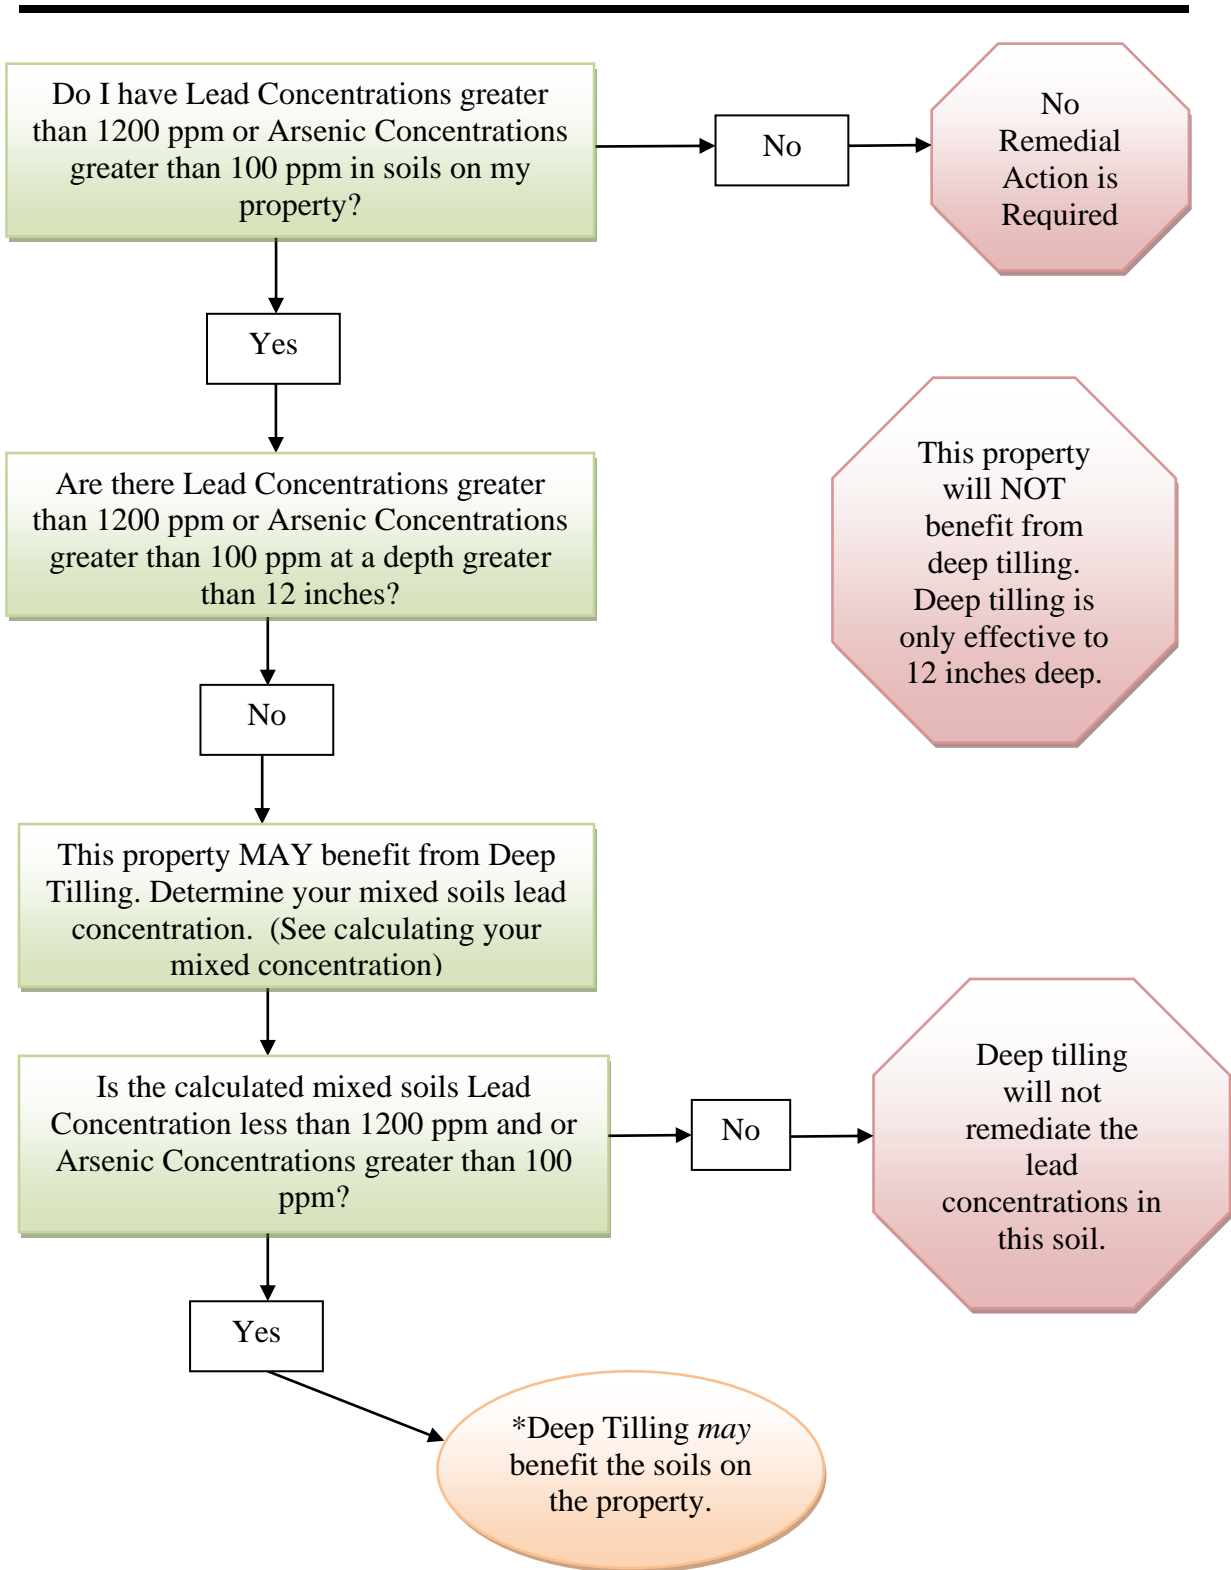 Do I have Lead Concentrations greater
than 1200 ppm or Arsenic Concentrations
greater than 100 ppm in soils on my
property?
No
No
Remedial
Action is
Required
Yes
Are there Lead Concentrations greater
than 1200 ppm or Arsenic Concentrations
greater than 100 ppm at a depth greater
than 12 inches?
This property
will NOT
benefit from
deep tilling.
Deep tilling is
only effective to
12 inches deep.
No
This property MAY benefit from Deep
Tilling. Determine your mixed soils lead
concentration.  (See calculating your
mixed concentration)
Is the calculated mixed soils Lead
Concentration less than 1200 ppm and or
Arsenic Concentrations greater than 100
ppm?
No
Deep tilling
will not
remediate the
lead
concentrations in
this soil.
Yes
*Deep Tilling may
benefit the soils on
the property.